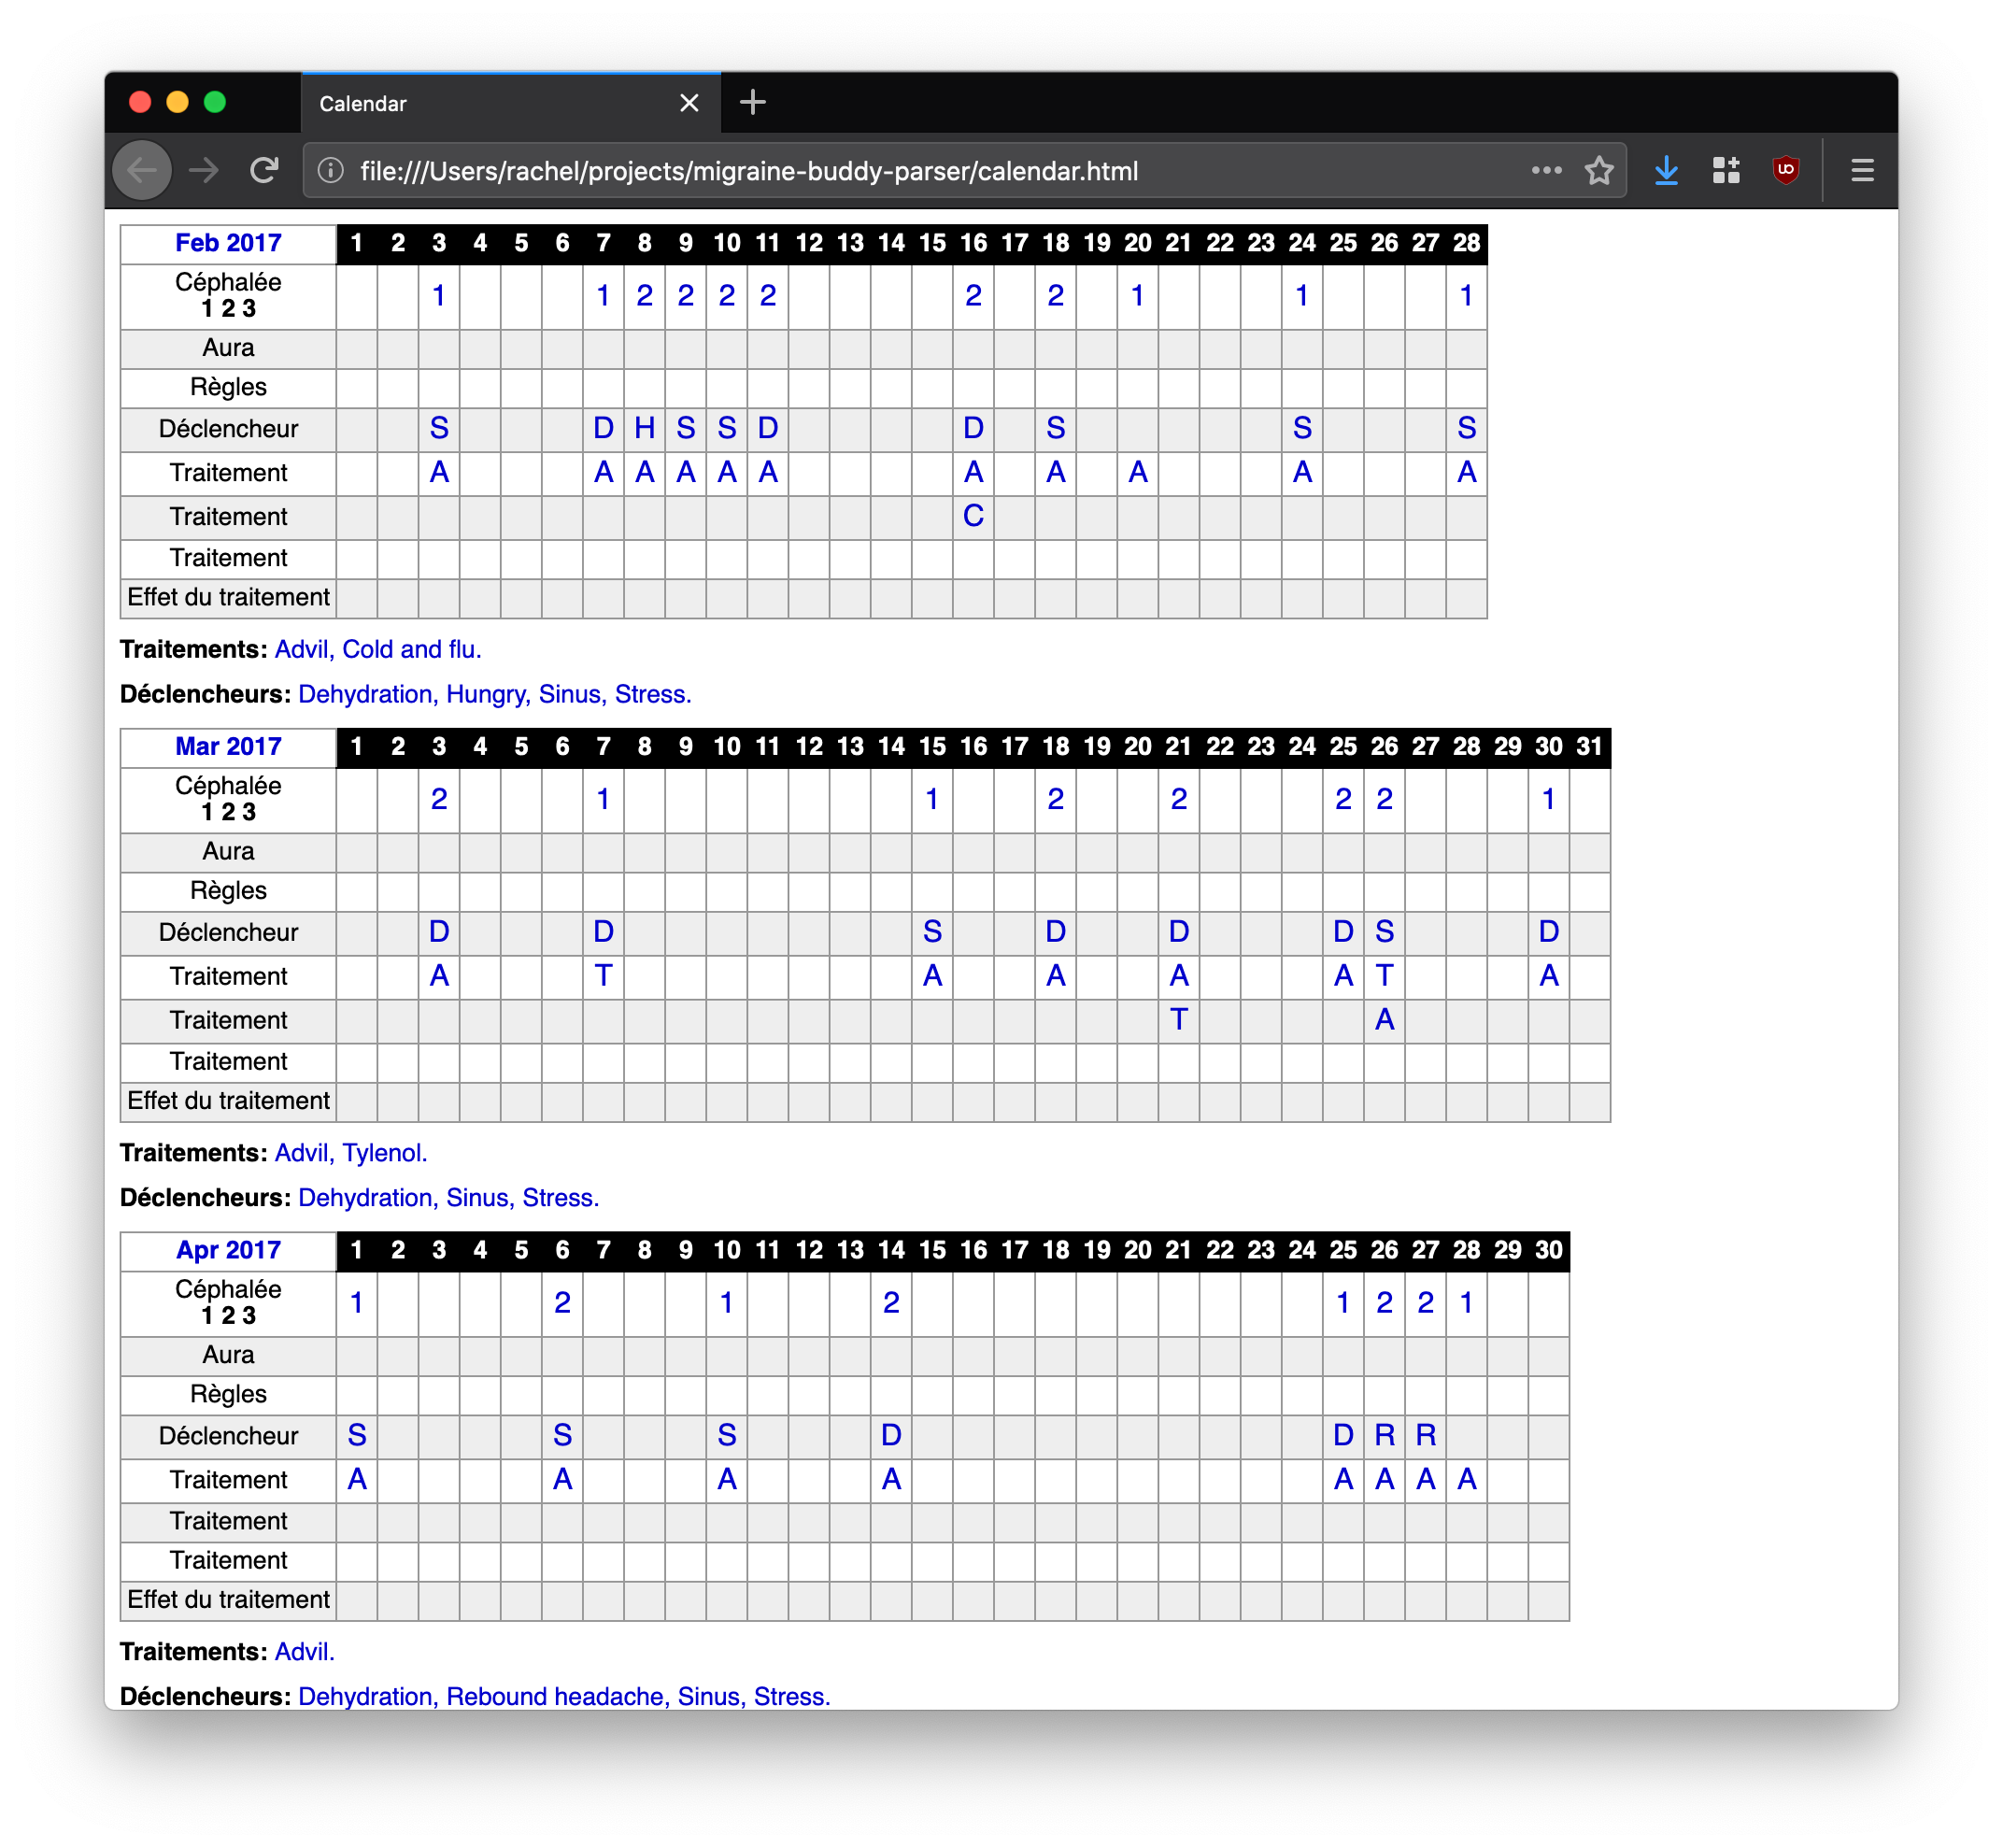 Calendar
file:///Users/rachel/projects/migraine-buddy-parser/calendar.html
Feb 2017 1 2 3 4 5 6 7 8 9 10 11 12 13 14 15 16 17 18 19 20 21 22 23 24 25 26 27 28
Céphalée
1 2 3 1 1 2 2 2 2 2 2 1 1 1
Aura
Règles
Déclencheur S D H S S D D S S S
Traitement A A A A A A A A A A A
Traitement C
Traitement
Effet du traitement
Traitements: Advil, Cold and flu.
Déclencheurs: Dehydration, Hungry, Sinus, Stress.
Mar 2017 1 2 3 4 5 6 7 8 9 10 11 12 13 14 15 16 17 18 19 20 21 22 23 24 25 26 27 28 29 30 31
Céphalée
1 2 3 2 1 1 2 2 2 2 1
Aura
Règles
Déclencheur D D S D D D S D
Traitement A T A A A A T A
Traitement T A
Traitement
Effet du traitement
Traitements: Advil, Tylenol.
Déclencheurs: Dehydration, Sinus, Stress.
Apr 2017 1 2 3 4 5 6 7 8 9 10 11 12 13 14 15 16 17 18 19 20 21 22 23 24 25 26 27 28 29 30
Céphalée
1 2 3 1 2 1 2 1 2 2 1
Aura
Règles
Déclencheur S S S D D R R
Traitement A A A A A A A A
Traitement
Traitement
Effet du traitement
Traitements: Advil.
Déclencheurs: Dehydration, Rebound headache, Sinus, Stress.